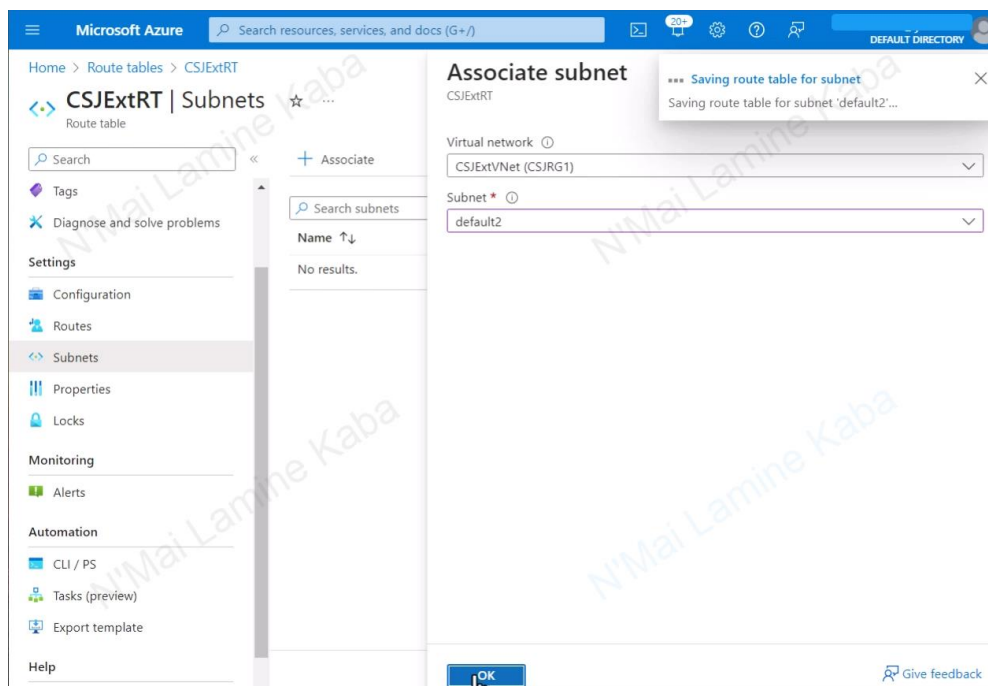 Microsoft Azure
Search resources, services, and docs (G+/)
20+
DEFAULT DIRECTORY
Home > Route tables > CSJExtRT
CSJExtRT | Subnets
Route table
Search
Tags
Diagnose and solve problems
Settings
Configuration
Routes
Subnets
Properties
Locks
Monitoring
Alerts
Automation
CLI / PS
Tasks (preview)
Export template
Help
+ Associate
Search subnets
Name ↑↓
No results.
Associate subnet
CSJExtRT
Saving route table for subnet
Saving route table for subnet 'default2'...
Virtual network
CSJExtVNet (CSJRG1)
Subnet *
default2
OK
Give feedback
N'Mai Lamine Kaba
N'Mai Lamine Kaba
N'Mai Lamine Kaba
N'Mai Lamine Kaba